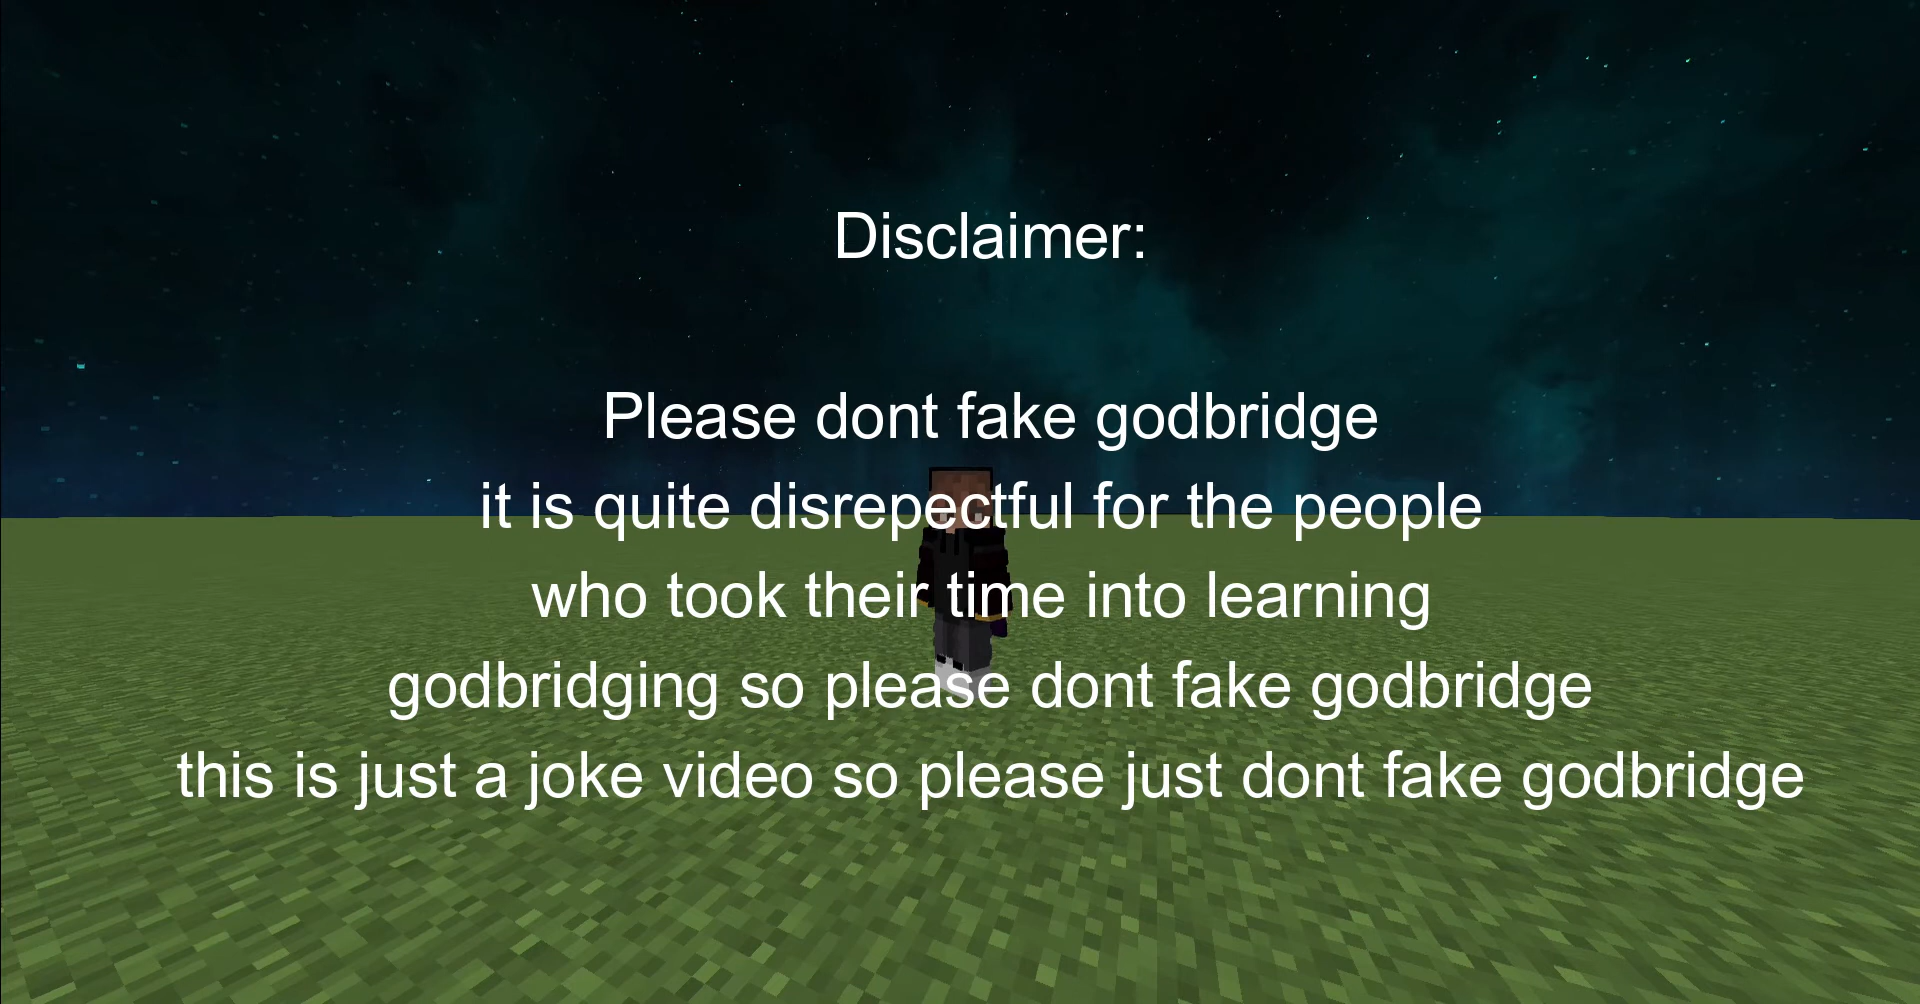 Disclaimer:
Please dont fake godbridge
it is quite disrepectful for the people
who took their time into learning
godbridging so please dont fake godbridge
this is just a joke video so please just dont fake godbridge